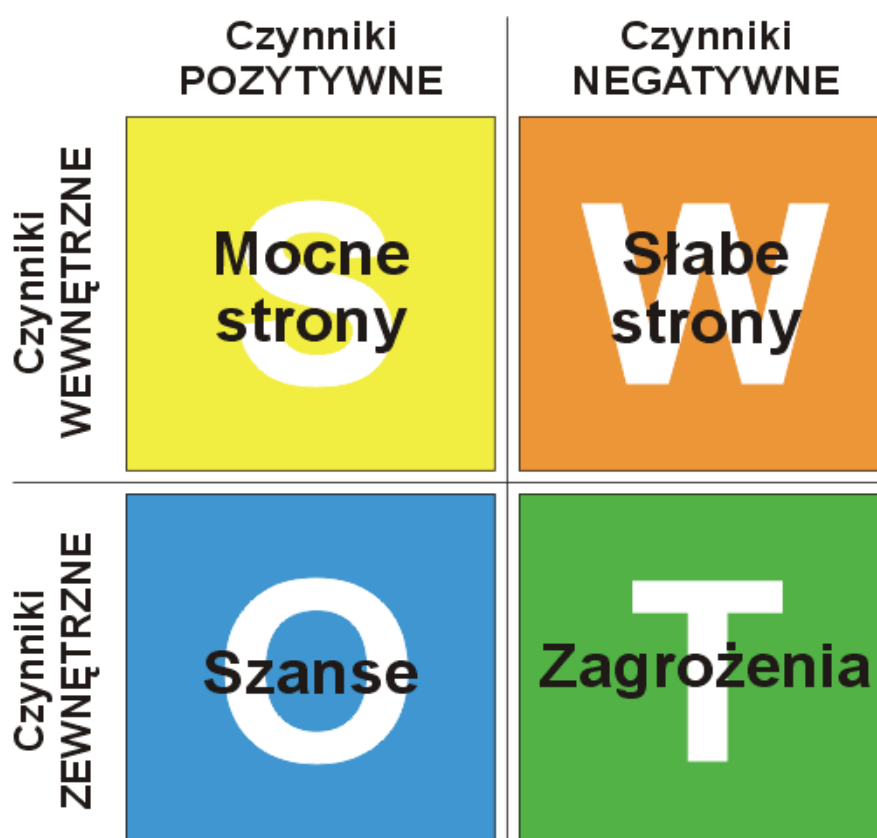 Czynniki
POZYTYWNE
Czynniki
NEGATYWNE
Czynniki
WEWNĘTRZNE
S
Mocne
strony
W
Słabe
strony
Czynniki
ZEWNĘTRZNE
O
Szanse
T
Zagrożenia